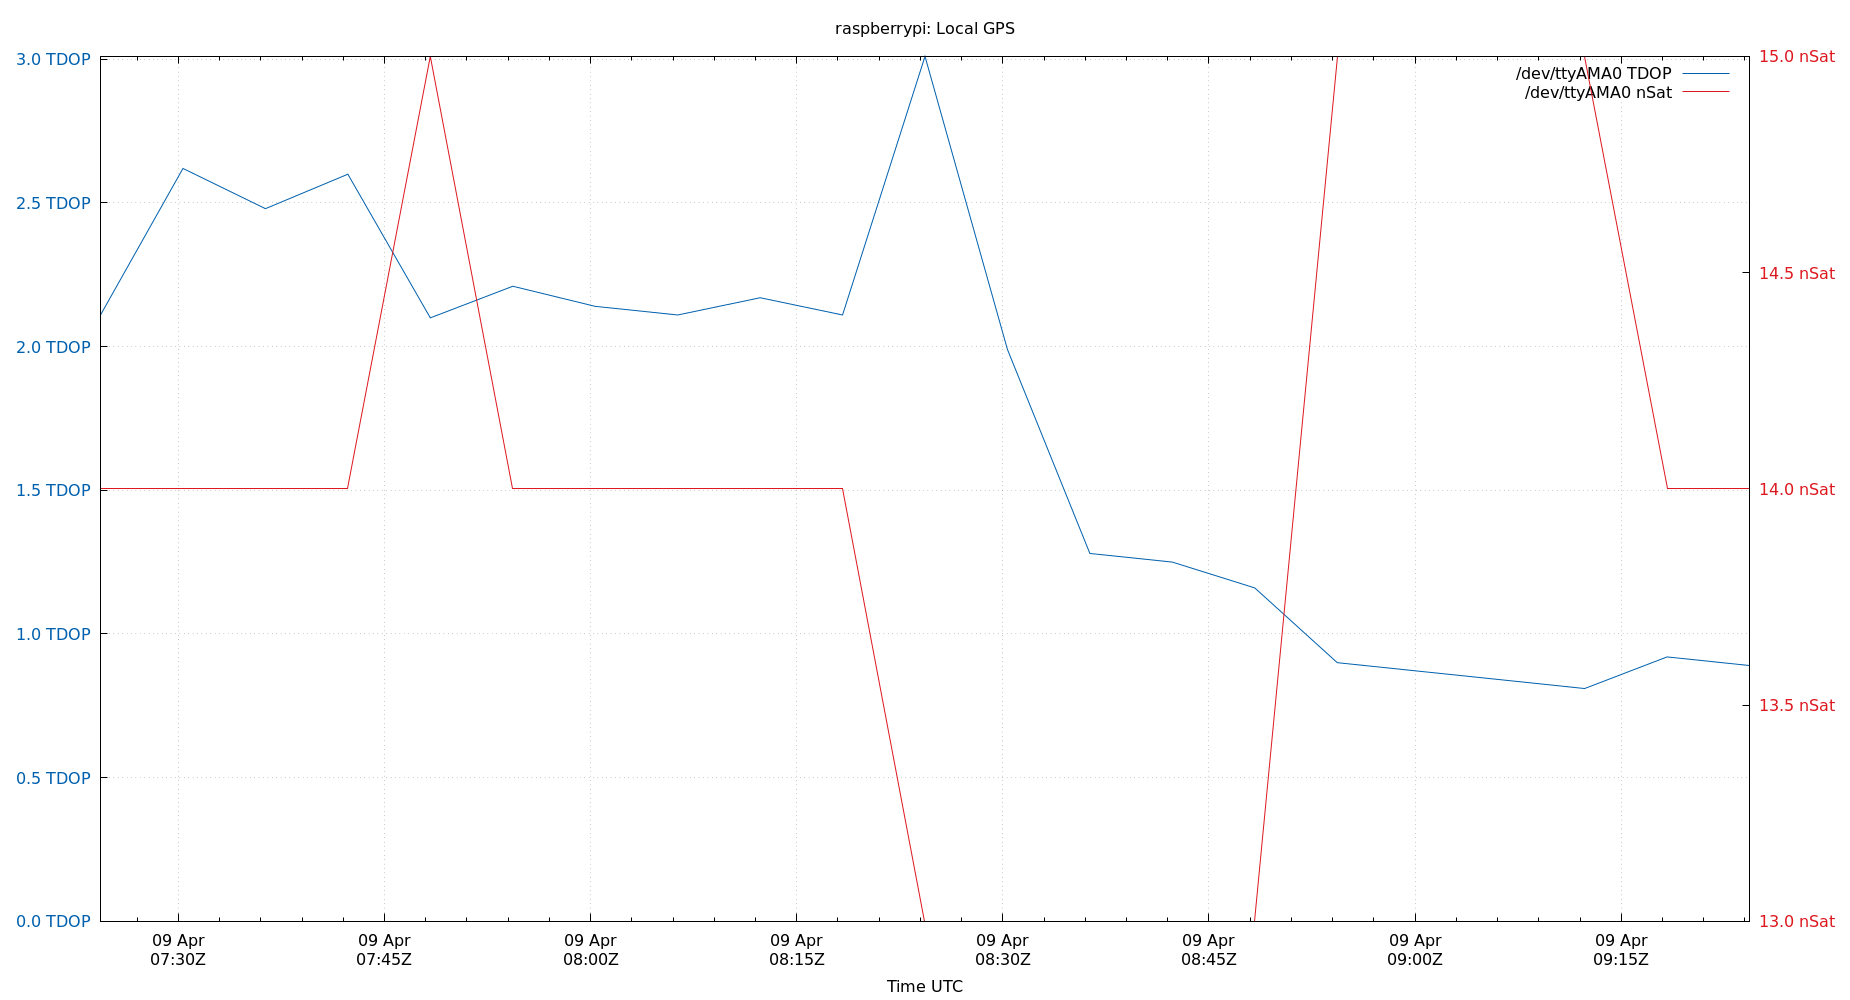 raspberrypi: Local GPS
3.0 TDOP
2.5 TDOP
2.0 TDOP
1.5 TDOP
1.0 TDOP
0.5 TDOP
0.0 TDOP
/dev/ttyAMA0 TDOP
/dev/ttyAMA0 nSat
15.0 nSat
14.5 nSat
14.0 nSat
13.5 nSat
13.0 nSat
09 Apr 09 Apr 09 Apr 09 Apr 09 Apr 09 Apr 09 Apr 09 Apr
07:30Z 07:45Z 08:00Z 08:15Z 08:30Z 08:45Z 09:00Z 09:15Z
Time UTC